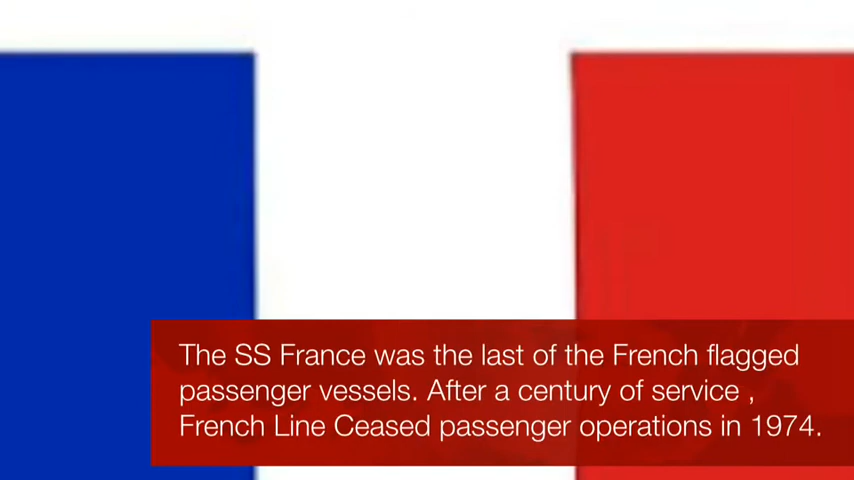 The SS France was the last of the French flagged
passenger vessels. After a century of service ,
French Line Ceased passenger operations in 1974.